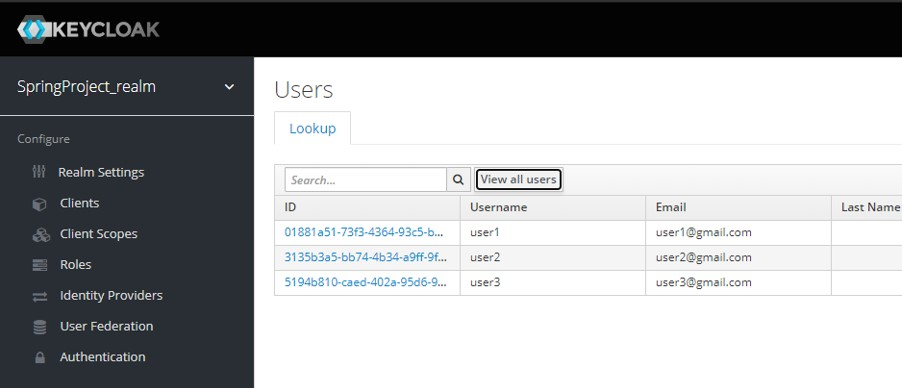 KEYCLOAK
SpringProject_realm
Configure
Realm Settings
Clients
Client Scopes
Roles
Identity Providers
User Federation
Authentication
Users
Lookup
Search... View all users
ID Username Email Last Name
01881a51-73f3-4364-93c5-b... user1 user1@gmail.com
3135b3a5-bb74-4b34-a9ff-9f... user2 user2@gmail.com
5194b810-caed-402a-95d6-9... user3 user3@gmail.com